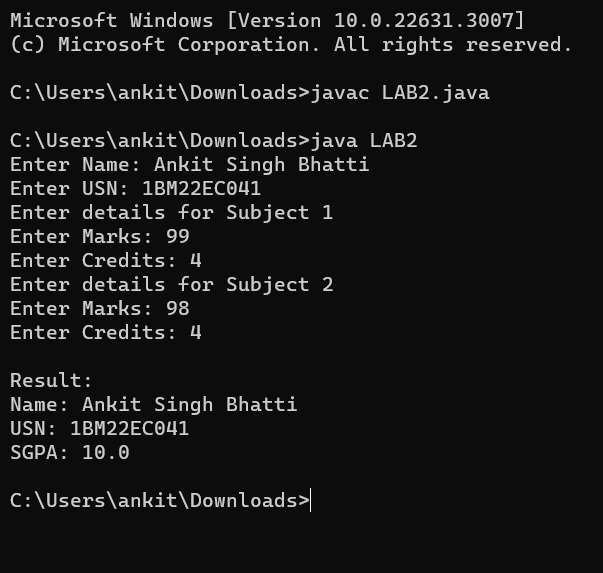 Microsoft Windows [Version 10.0.22631.3007]
(c) Microsoft Corporation. All rights reserved.
C:\Users\ankit\Downloads>javac LAB2.java
C:\Users\ankit\Downloads>java LAB2
Enter Name: Ankit Singh Bhatti
Enter USN: 1BM22EC041
Enter details for Subject 1
Enter Marks: 99
Enter Credits: 4
Enter details for Subject 2
Enter Marks: 98
Enter Credits: 4
Result:
Name: Ankit Singh Bhatti
USN: 1BM22EC041
SGPA: 10.0
C:\Users\ankit\Downloads>